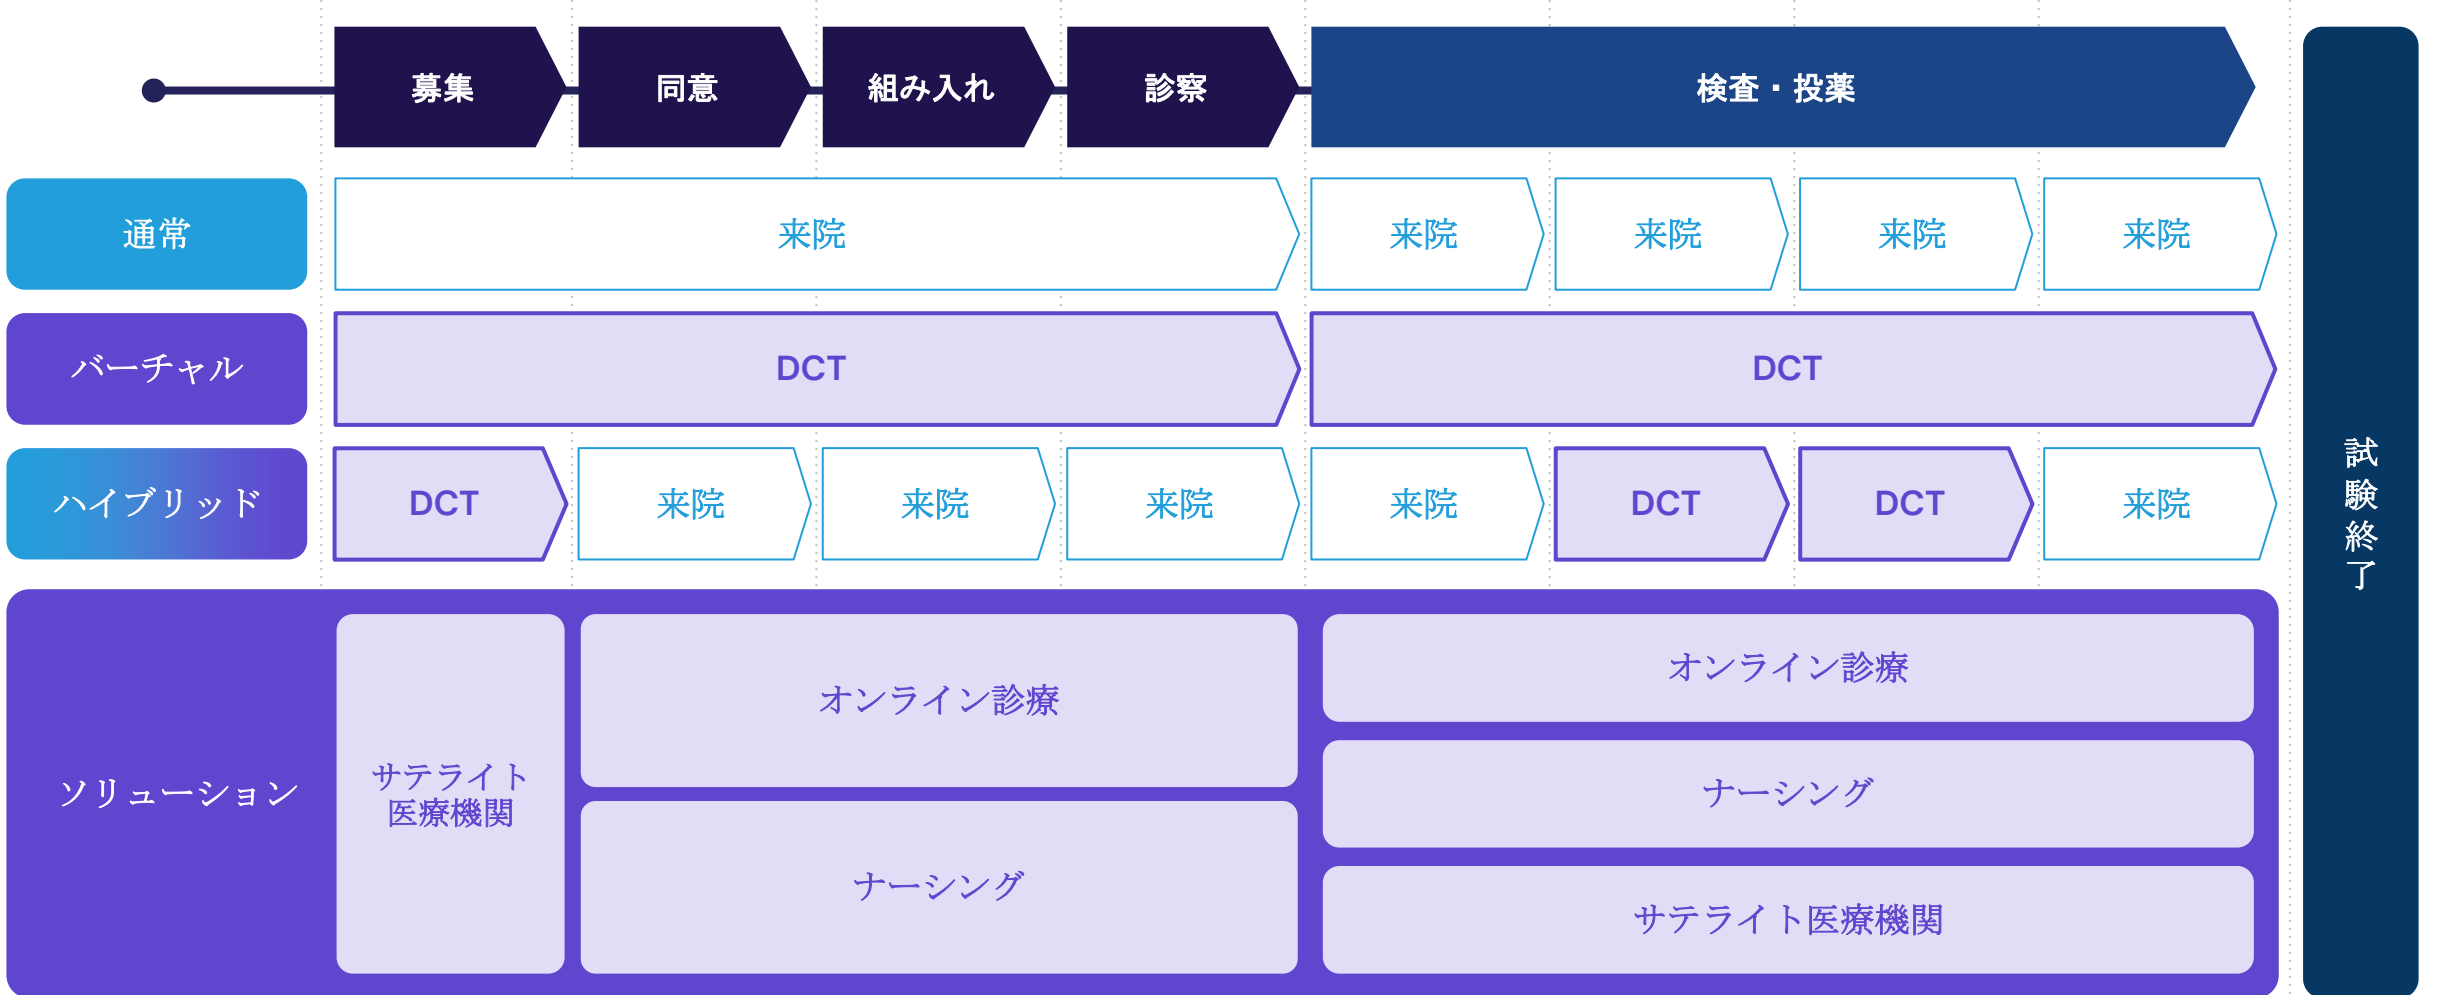 募集
同意
組み入れ
診察
検査・投薬
通常
来院
来院
来院
来院
来院
バーチャル
DCT
DCT
ハイブリッド
DCT
来院
来院
来院
来院
DCT
DCT
来院
ソリューション
サテライト
医療機関
オンライン診療
ナーシング
オンライン診療
ナーシング
サテライト医療機関
試験終了